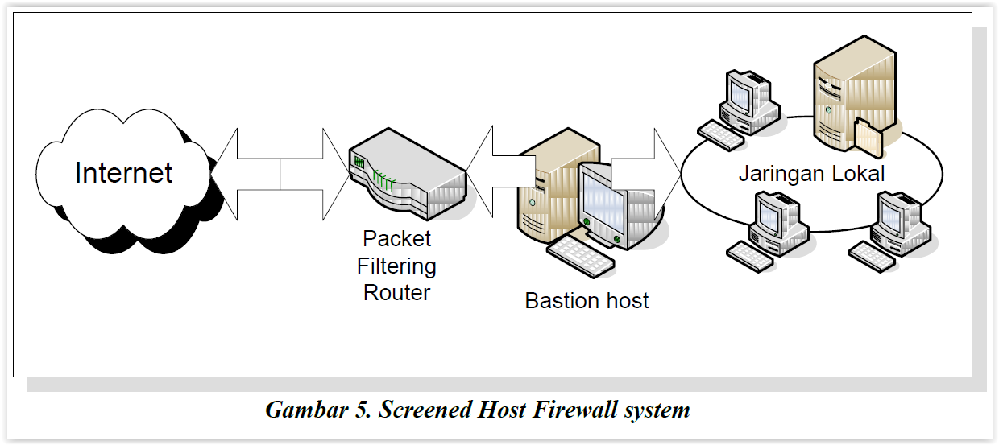 Internet
Packet
Filtering
Router
Bastion host
Jaringan Lokal
Gambar 5. Screened Host Firewall system